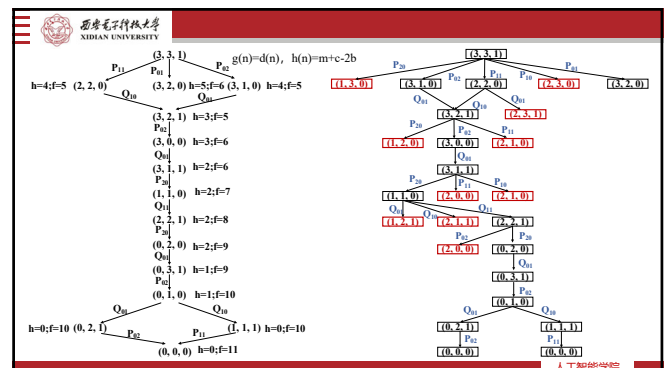 西安电子科技大学
XIDIAN UNIVERSITY
g(n)=d(n), h(n)=m+c-2b
(3, 3, 1)
P11
P01
P02
h=4;f=5 (2, 2, 0)
(3, 2, 0) h=5;f=6
(3, 1, 0) h=4;f=5
Q10
Q01
(3, 2, 1) h=3;f=5
P02
(3, 0, 0) h=3;f=6
Q01
(3, 1, 1) h=2;f=6
P20
(1, 1, 0) h=2;f=7
Q11
(2, 2, 1) h=2;f=8
P20
(0, 2, 0) h=2;f=9
Q01
(0, 3, 1) h=1;f=9
P02
(0, 1, 0) h=1;f=10
Q01
Q10
h=0;f=10 (0, 2, 1)
(1, 1, 1) h=0;f=10
P02
P11
(0, 0, 0) h=0;f=11
(3, 3, 1)
P20
P02
P11
P10
P01
(1, 3, 0)
(3, 1, 0)
(2, 2, 0)
(2, 3, 0)
(3, 2, 0)
Q01
Q10
Q01
(3, 2, 1)
(2, 3, 1)
P20
P02
P11
(1, 2, 0)
(3, 0, 0)
(2, 1, 0)
Q01
(3, 1, 1)
P20
P11
P10
(1, 1, 0)
(2, 0, 0)
(2, 1, 0)
Q01
Q10
Q11
(1, 2, 1)
(2, 1, 1)
(2, 2, 1)
P02
P20
(2, 0, 0)
(0, 2, 0)
Q01
(0, 3, 1)
P02
(0, 1, 0)
Q01
Q10
(0, 2, 1)
(1, 1, 1)
P02
P11
(0, 0, 0)
(0, 0, 0)
人工智能学院